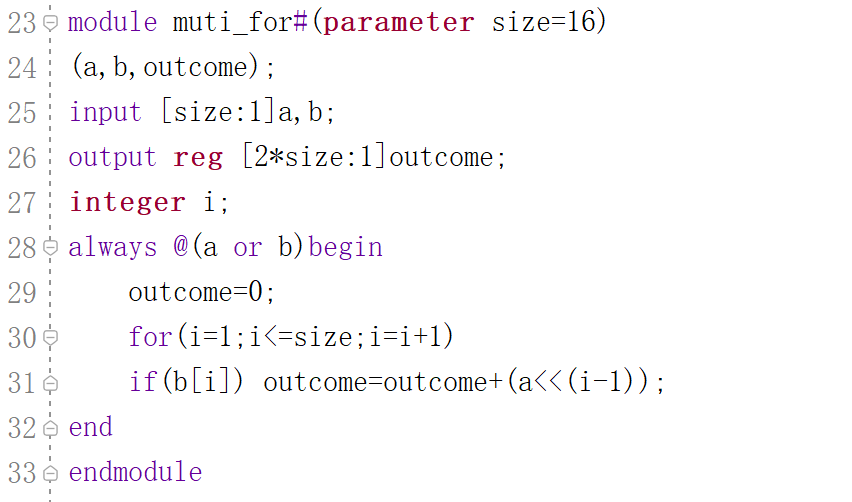 23 module muti_for#(parameter size=16)
24 (a,b,outcome);
25 input [size:1]a,b;
26 output reg [2*size:1]outcome;
27 integer i;
28 always @(a or b)begin
29     outcome=0;
30     for(i=1;i<=size;i=i+1)
31     if(b[i]) outcome=outcome+(a<<(i-1));
32 end
33 endmodule